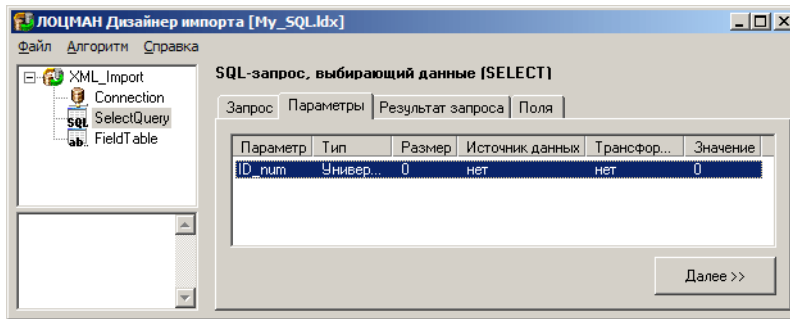 ЛОЦМАН Дизайнер импорта [My_SQL.ldx]
Файл Алгоритм Справка
XML_Import
Connection
SelectQuery
FieldTable
SQL-запрос, выбирающий данные (SELECT)
Запрос Параметры Результат запроса Поля
Параметр Тип Размер Источник данных Трансфор... Значение
ID_num Универ... 0 нет нет 0
Далее >>